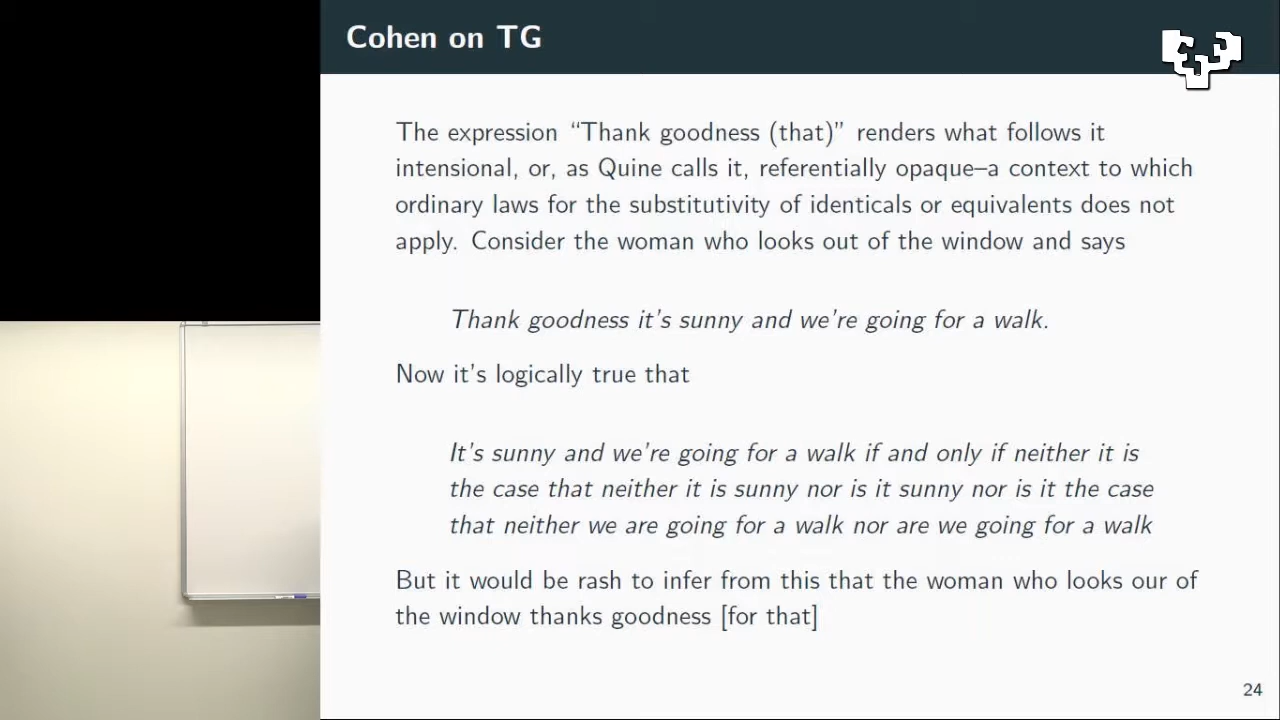 Cohen on TG
The expression “Thank goodness (that)” renders what follows it
intensional, or, as Quine calls it, referentially opaque–a context to which
ordinary laws for the substitutivity of identicals or equivalents does not
apply. Consider the woman who looks out of the window and says
Thank goodness it's sunny and we're going for a walk.
Now it's logically true that
It's sunny and we're going for a walk if and only if neither it is
the case that neither it is sunny nor is it sunny nor is it the case
that neither we are going for a walk nor are we going for a walk
But it would be rash to infer from this that the woman who looks our of
the window thanks goodness [for that]
24